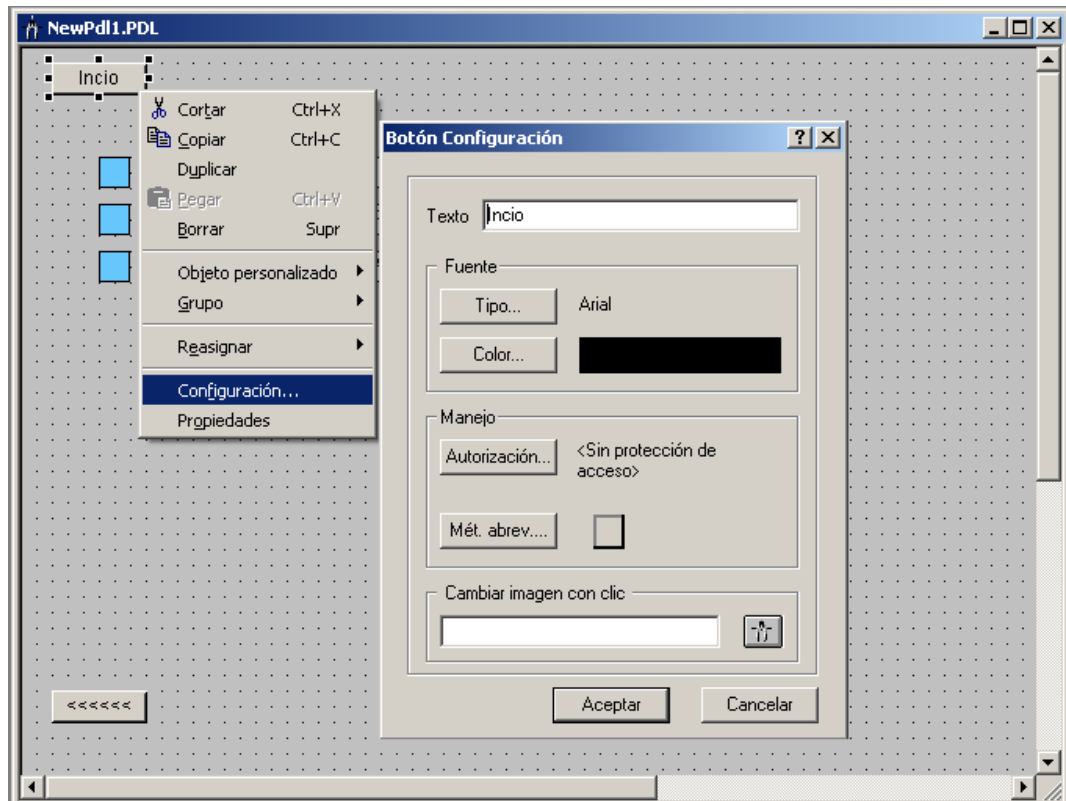 NewPdl1.PDL
Incio
Cortar Ctrl+X
Copiar Ctrl+C
Duplicar
Pegar Ctrl+V
Borrar Supr
Objeto personalizado
Grupo
Reasignar
Configuración...
Propiedades
Botón Configuración
Texto Incio
Fuente
Tipo... Arial
Color...
Manejo
Autorización... <Sin protección de
acceso>
Mét. abrev....
Cambiar imagen con clic
Aceptar Cancelar
<<<<<<